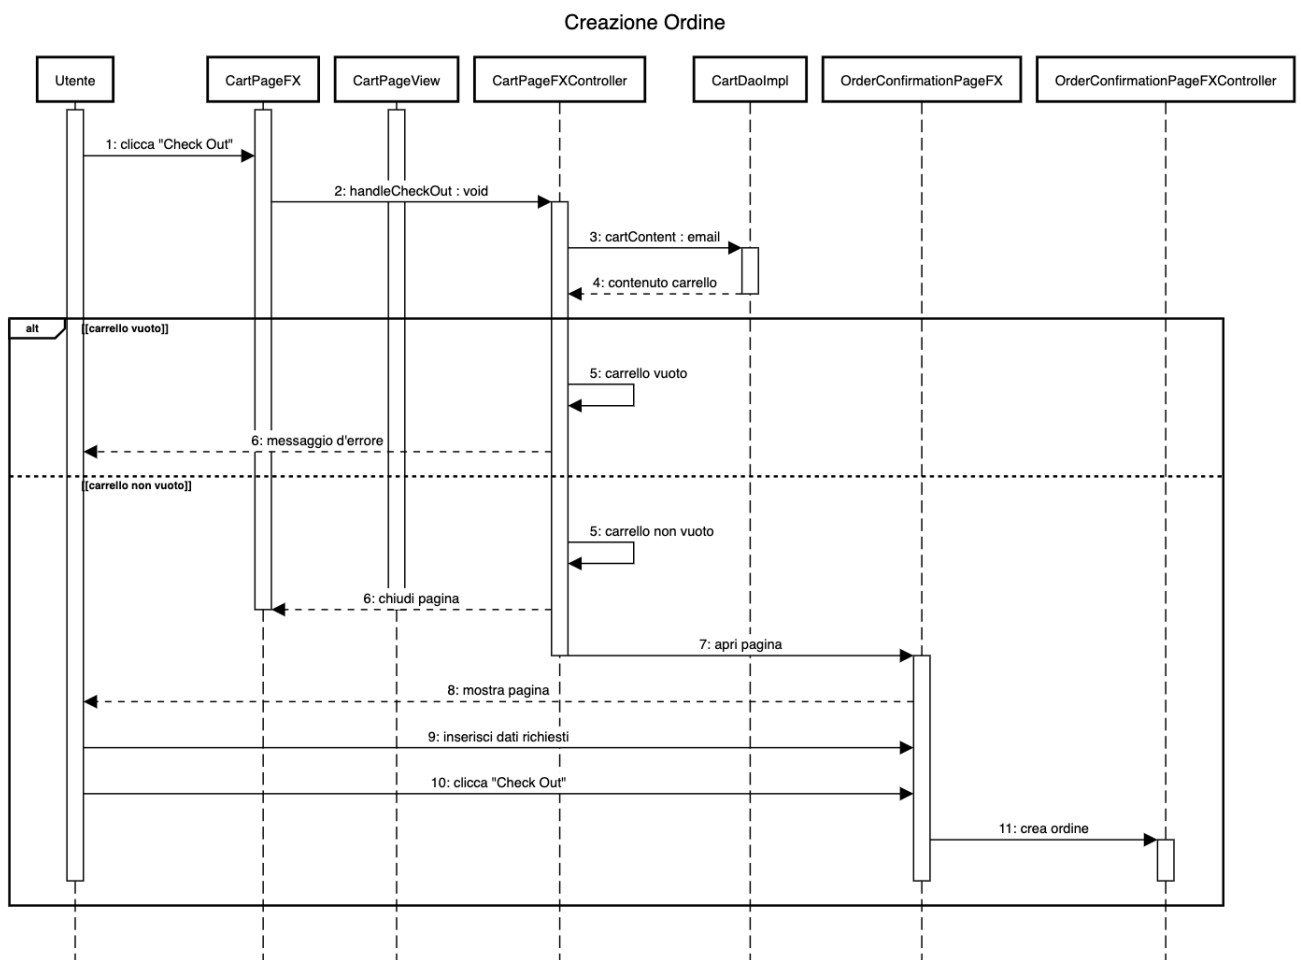 Creazione Ordine
Utente
CartPageFX
CartPageView
CartPageFXController
CartDaoImpl
OrderConfirmationPageFX
OrderConfirmationPageFXController
1: clicca "Check Out"
2: handleCheckOut : void
3: cartContent : email
4: contenuto carrello
alt
[[carrello vuoto]]
5: carrello vuoto
6: messaggio d'errore
[[carrello non vuoto]]
5: carrello non vuoto
6: chiudi pagina
7: apri pagina
8: mostra pagina
9: inserisci dati richiesti
10: clicca "Check Out"
11: crea ordine